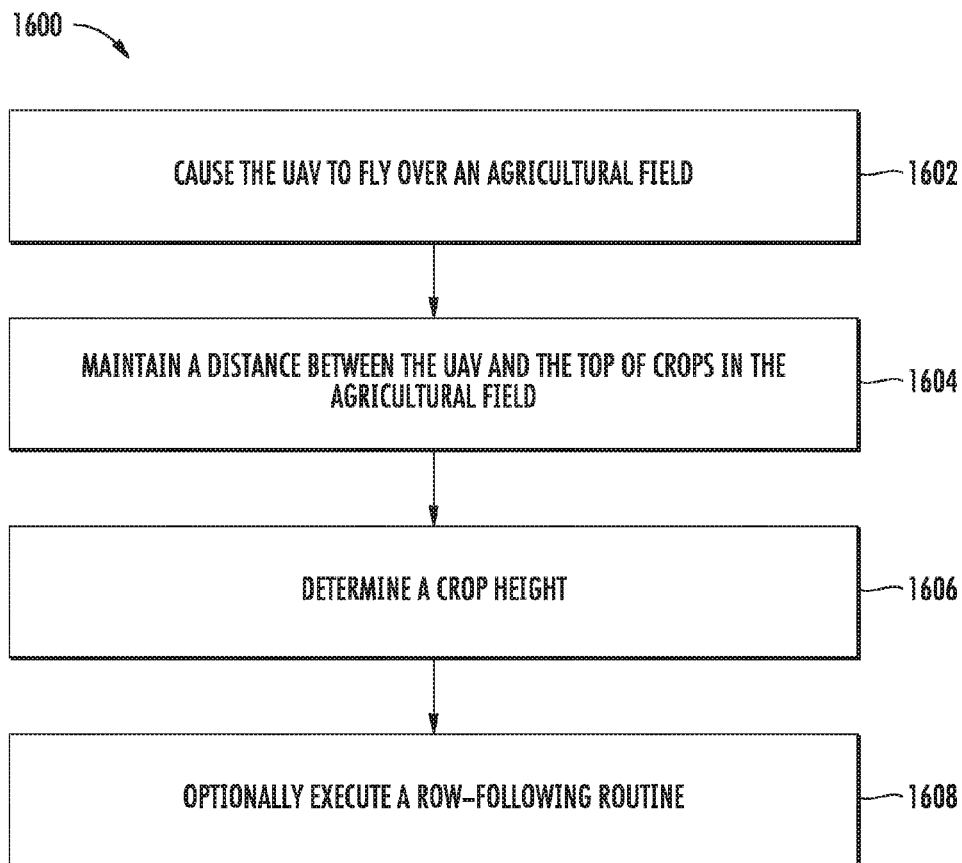 1600
CAUSE THE UAV TO FLY OVER AN AGRICULTURAL FIELD
1602
MAINTAIN A DISTANCE BETWEEN THE UAV AND THE TOP OF CROPS IN THE
AGRICULTURAL FIELD
1604
DETERMINE A CROP HEIGHT
1606
OPTIONALLY EXECUTE A ROW-FOLLOWING ROUTINE
1608